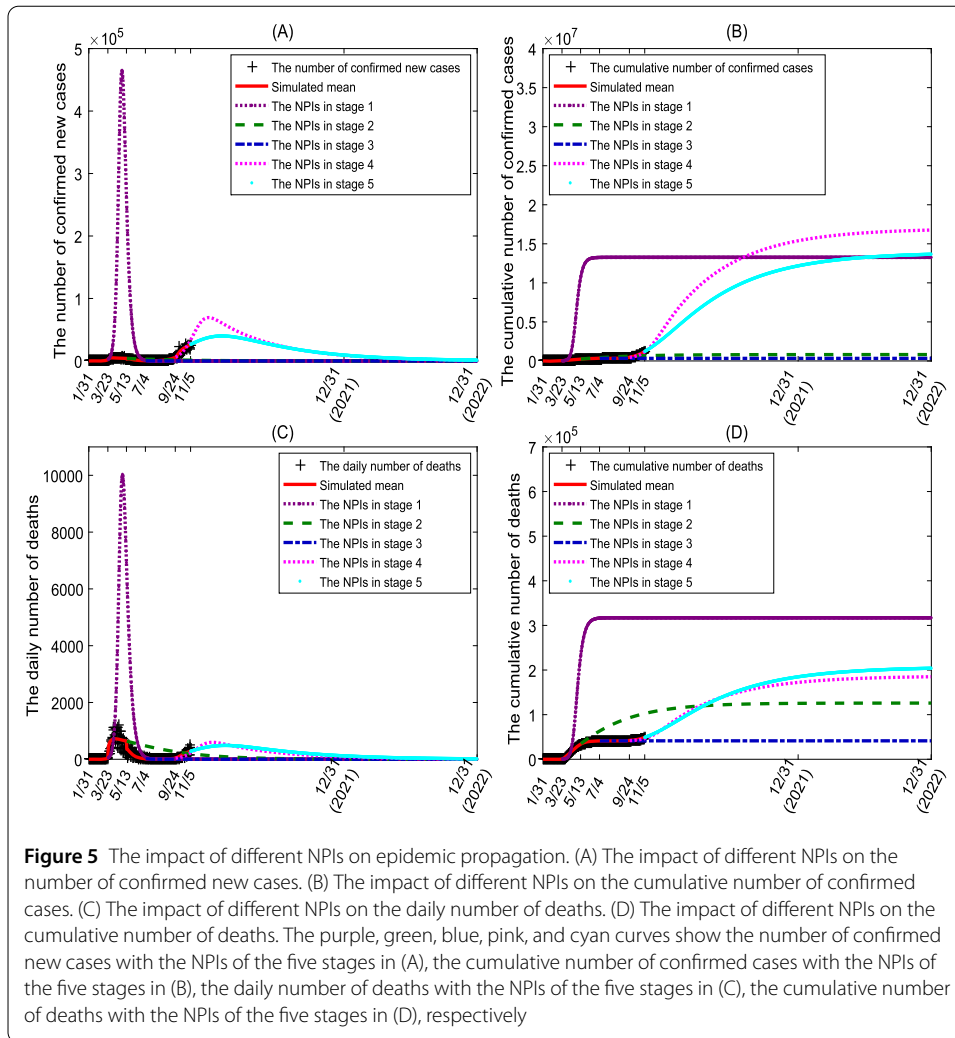 (A)
× 10^5
5
4
3
2
1
0
The number of confirmed new cases
+ The number of confirmed new cases
Simulated mean
The NPIs in stage 1
The NPIs in stage 2
The NPIs in stage 3
The NPIs in stage 4
The NPIs in stage 5
1/31
3/23
5/13
7/4
9/24
11/5
12/31
(2021)
12/31
(2022)
(B)
× 10^7
4
3.5
3
2.5
2
1.5
1
0.5
0
The cumulative number of confirmed cases
+ The cumulative number of confirmed cases
Simulated mean
The NPIs in stage 1
The NPIs in stage 2
The NPIs in stage 3
The NPIs in stage 4
The NPIs in stage 5
1/31
3/23
5/13
7/4
9/24
11/5
12/31
(2021)
12/31
(2022)
(C)
10000
8000
6000
4000
2000
0
The daily number of deaths
+ The daily number of deaths
Simulated mean
The NPIs in stage 1
The NPIs in stage 2
The NPIs in stage 3
The NPIs in stage 4
The NPIs in stage 5
1/31
3/23
5/13
7/4
9/24
11/5
12/31
(2021)
12/31
(2022)
(D)
× 10^5
7
6
5
4
3
2
1
0
The cumulative number of deaths
+ The cumulative number of deaths
Simulated mean
The NPIs in stage 1
The NPIs in stage 2
The NPIs in stage 3
The NPIs in stage 4
The NPIs in stage 5
1/31
3/23
5/13
7/4
9/24
11/5
12/31
(2021)
12/31
(2022)
Figure 5 The impact of different NPIs on epidemic propagation. (A) The impact of different NPIs on the
number of confirmed new cases. (B) The impact of different NPIs on the cumulative number of confirmed
cases. (C) The impact of different NPIs on the daily number of deaths. (D) The impact of different NPIs on the
cumulative number of deaths. The purple, green, blue, pink, and cyan curves show the number of confirmed
new cases with the NPIs of the five stages in (A), the cumulative number of confirmed cases with the NPIs of
the five stages in (B), the daily number of deaths with the NPIs of the five stages in (C), the cumulative number
of deaths with the NPIs of the five stages in (D), respectively